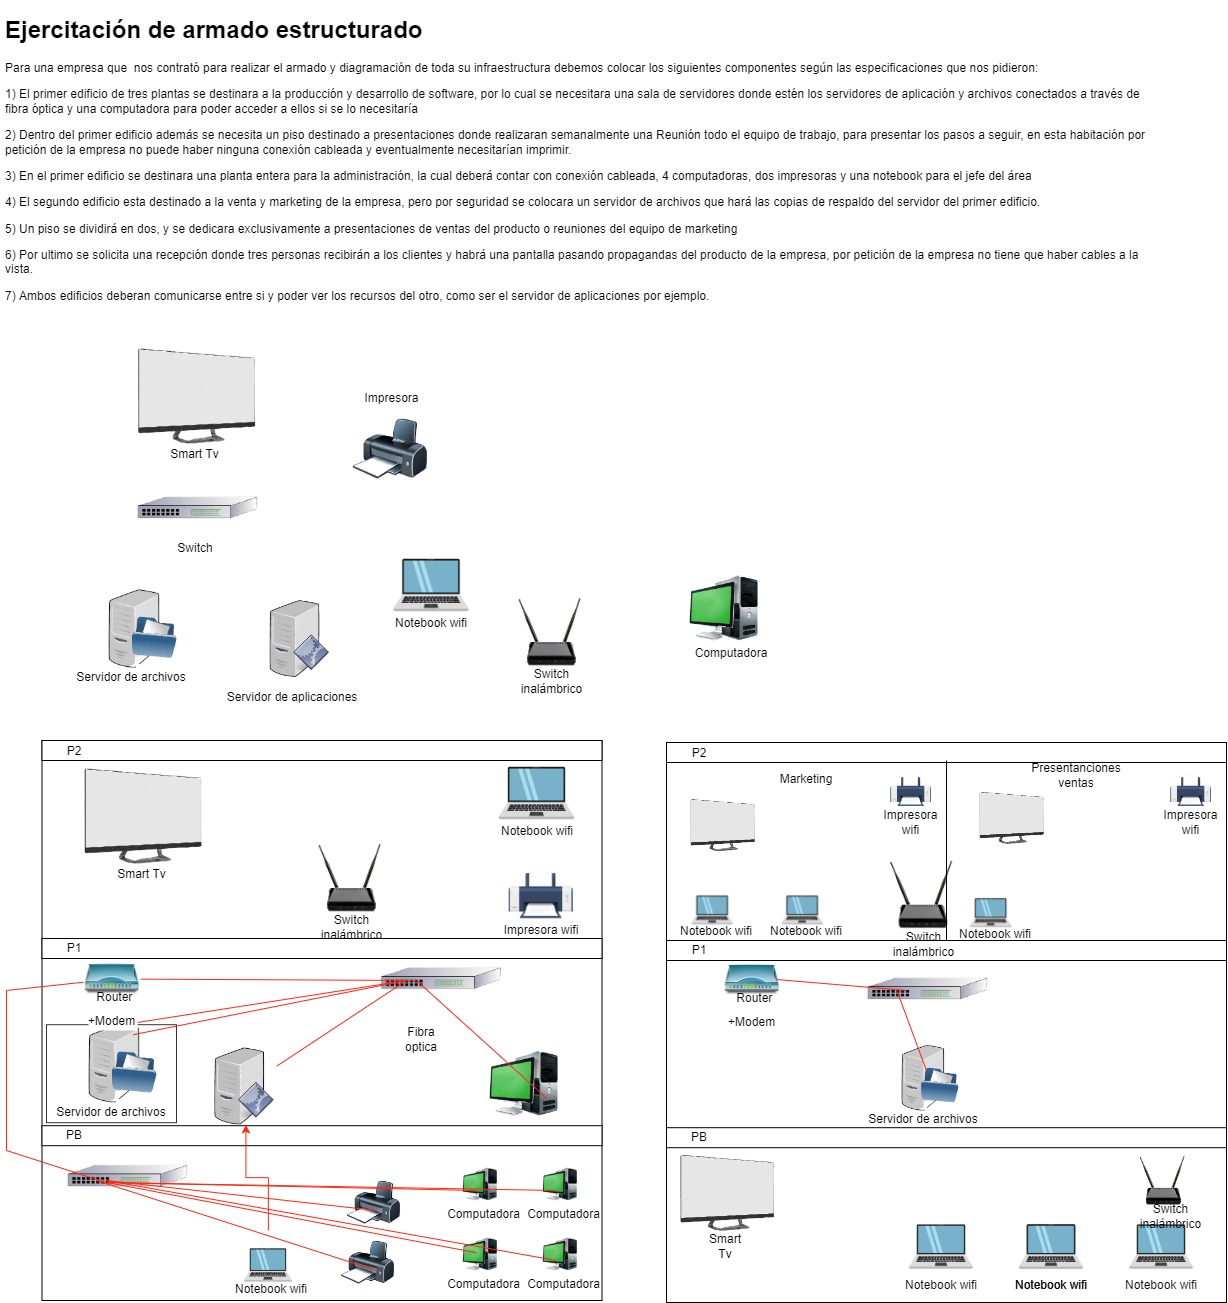 Ejercitación de armado estructurado
Para una empresa que  nos contrató para realizar el armado y diagramación de toda su infraestructura debemos colocar los siguientes componentes según las especificaciones que nos pidieron:
1) El primer edificio de tres plantas se destinara a la producción y desarrollo de software, por lo cual se necesitara una sala de servidores donde estén los servidores de aplicación y archivos conectados a través de
fibra óptica y una computadora para poder acceder a ellos si se lo necesitaría
2) Dentro del primer edificio además se necesita un piso destinado a presentaciones donde realizaran semanalmente una Reunión todo el equipo de trabajo, para presentar los pasos a seguir, en esta habitación por
petición de la empresa no puede haber ninguna conexión cableada y eventualmente necesitarían imprimir.
3) En el primer edificio se destinara una planta entera para la administración, la cual deberá contar con conexión cableada, 4 computadoras, dos impresoras y una notebook para el jefe del área
4) El segundo edificio esta destinado a la venta y marketing de la empresa, pero por seguridad se colocara un servidor de archivos que hará las copias de respaldo del servidor del primer edificio.
5) Un piso se dividirá en dos, y se dedicara exclusivamente a presentaciones de ventas del producto o reuniones del equipo de marketing
6) Por ultimo se solicita una recepción donde tres personas recibirán a los clientes y habrá una pantalla pasando propagandas del producto de la empresa, por petición de la empresa no tiene que haber cables a la
vista.
7) Ambos edificios deberan comunicarse entre si y poder ver los recursos del otro, como ser el servidor de aplicaciones por ejemplo.
Impresora
Smart Tv
Switch
Notebook wifi
Computadora
Servidor de archivos
Switch
inalámbrico
Servidor de aplicaciones
P2
Notebook wifi
Smart Tv
Switch
inalámbrico
Impresora wifi
P1
Router
+Modem
Fibra
optica
Servidor de archivos
PB
Computadora
Computadora
Notebook wifi
Computadora
Computadora
P2
Marketing
Presentanciones
ventas
Impresora
wifi
Impresora
wifi
Notebook wifi
Notebook wifi
Switch
inalámbrico
Notebook wifi
P1
Router
+Modem
Servidor de archivos
PB
Switch
inalámbrico
Smart
Tv
Notebook wifi
Notebook wifi
Notebook wifi